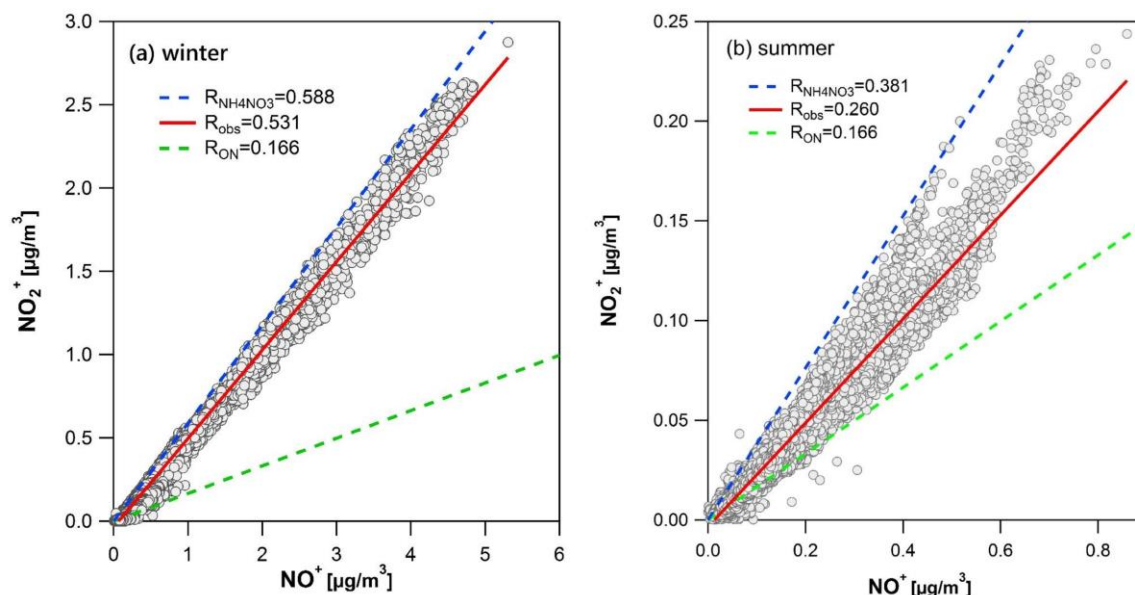 (a) winter
R_NH4NO3=0.588
R_obs=0.531
R_ON=0.166
3.0
2.5
2.0
1.5
1.0
0.5
0.0
NO₂⁺ [µg/m³]
0
1
2
3
4
5
6
NO⁺ [µg/m³]
(b) summer
R_NH4NO3=0.381
R_obs=0.260
R_ON=0.166
0.25
0.20
0.15
0.10
0.05
0.00
NO₂⁺ [µg/m³]
0.0
0.2
0.4
0.6
0.8
NO⁺ [µg/m³]